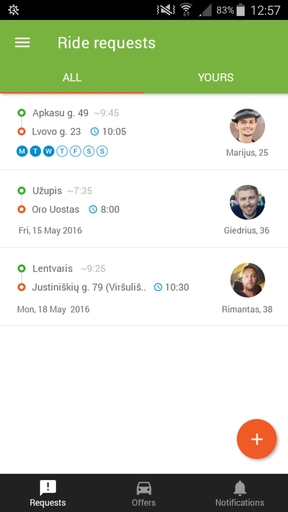 83% 12:57
Ride requests
ALL YOURS
Apkasu g. 49 ~9:45
Lvovo g. 23 10:05
M T W T F S S
Marijus, 25
Užupis ~7:35
Oro Uostas 8:00
Fri, 15 May 2016
Giedrius, 36
Lentvaris ~9:25
Justiniškių g. 79 (Viršuliš.. 10:30
Mon, 18 May 2016
Rimantas, 38
+
Requests Offers Notifications